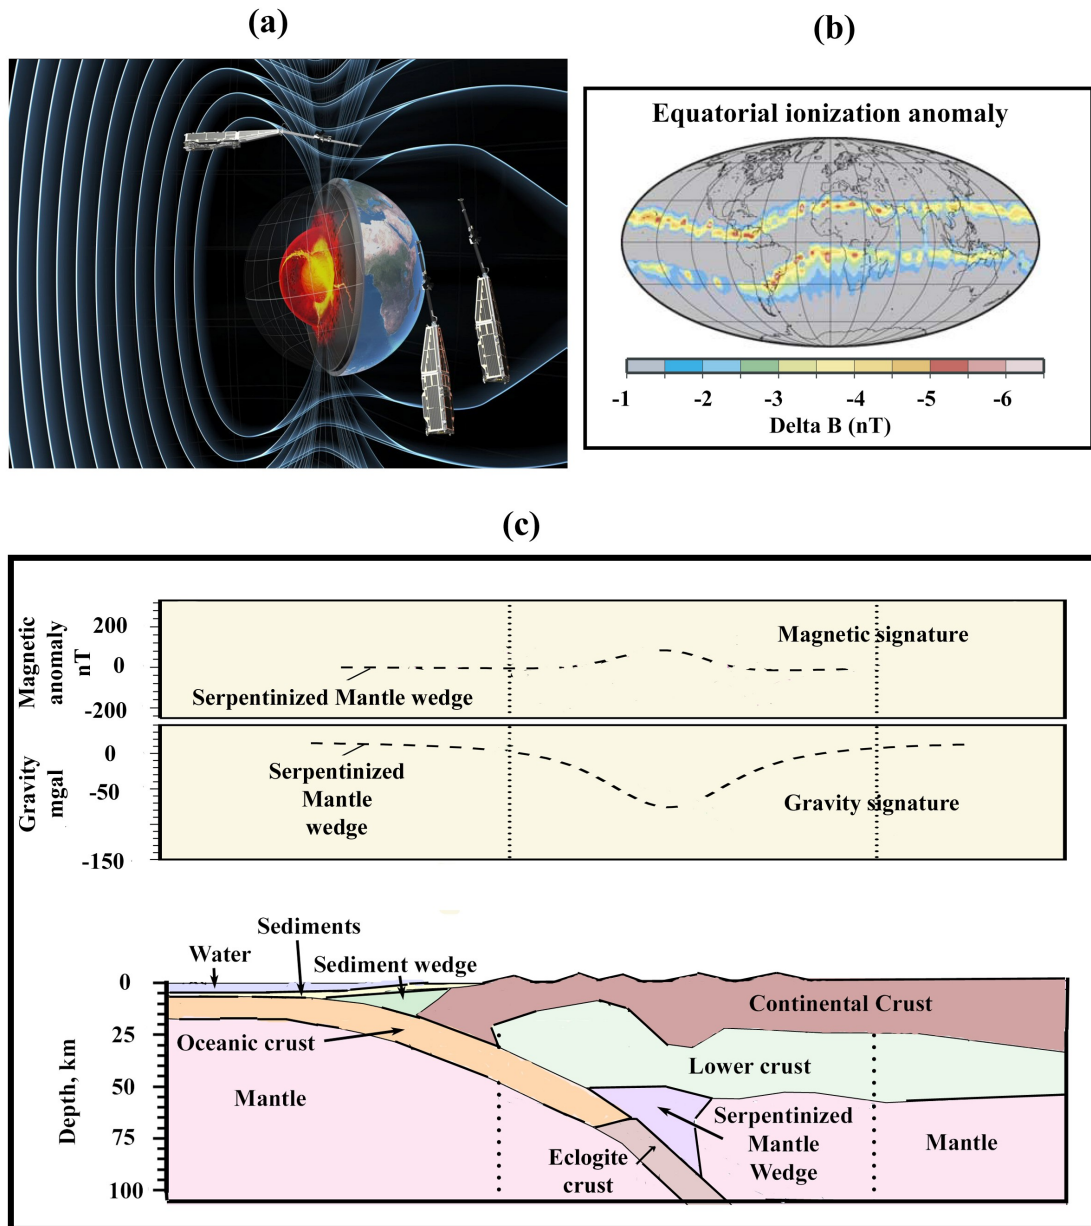 (a)
(b)
Equatorial ionization anomaly
-1
-2
-3
-4
-5
-6
Delta B (nT)
(c)
Magnetic
anomaly
nT
200
0
-200
Magnetic signature
Serpentinized Mantle wedge
Gravity
mgal
0
-50
-150
Serpentinized
Mantle
wedge
Gravity signature
Sediments
Water
Sediment wedge
Depth, km
0
25
50
75
100
Continental Crust
Oceanic crust
Lower crust
Mantle
Serpentinized
Mantle
Wedge
Mantle
Eclogite
crust